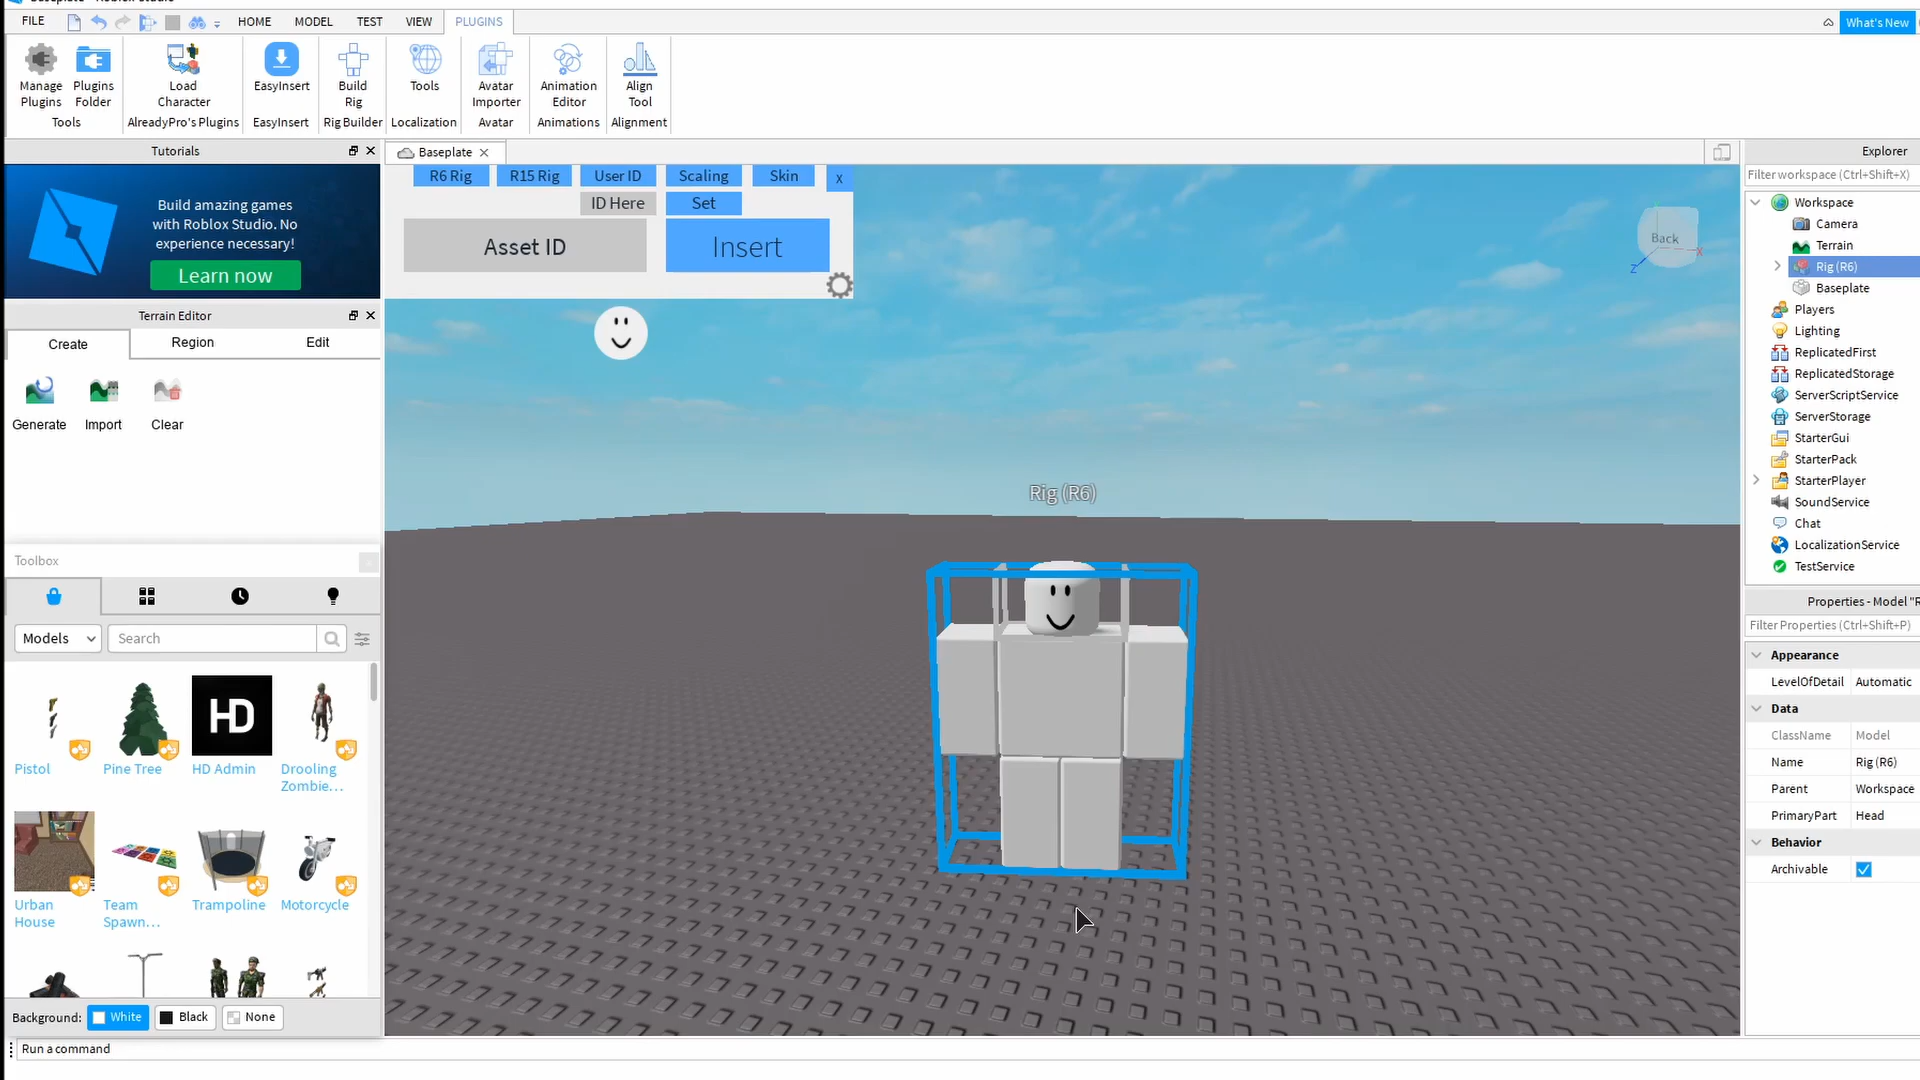 FILE
HOME
MODEL
TEST
VIEW
PLUGINS
What's New
Manage
Plugins
Plugins
Folder
Tools
Load
Character
AlreadyPro's Plugins
EasyInsert
EasyInsert
Build
Rig
Rig Builder
Tools
Localization
Avatar
Importer
Avatar
Animation
Editor
Animations
Align
Tool
Alignment
Tutorials
Build amazing games
with Roblox Studio. No
experience necessary!
Learn now
Terrain Editor
Create
Region
Edit
Generate
Import
Clear
Toolbox
Models
Search
Pistol
Pine Tree
HD
HD Admin
Drooling
Zombie...
Urban
House
Team
Spawn...
Trampoline
Motorcycle
Background:
White
Black
None
Run a command
Baseplate
R6 Rig
R15 Rig
User ID
Scaling
Skin
x
ID Here
Set
Asset ID
Insert
Back
X
Z
Rig (R6)
Explorer
Filter workspace (Ctrl+Shift+X)
Workspace
Camera
Terrain
Rig (R6)
Baseplate
Players
Lighting
ReplicatedFirst
ReplicatedStorage
ServerScriptService
ServerStorage
StarterGui
StarterPack
StarterPlayer
SoundService
Chat
LocalizationService
TestService
Properties - Model "R
Filter Properties (Ctrl+Shift+P)
Appearance
LevelOfDetail Automatic
Data
ClassName Model
Name Rig (R6)
Parent Workspace
PrimaryPart Head
Behavior
Archivable